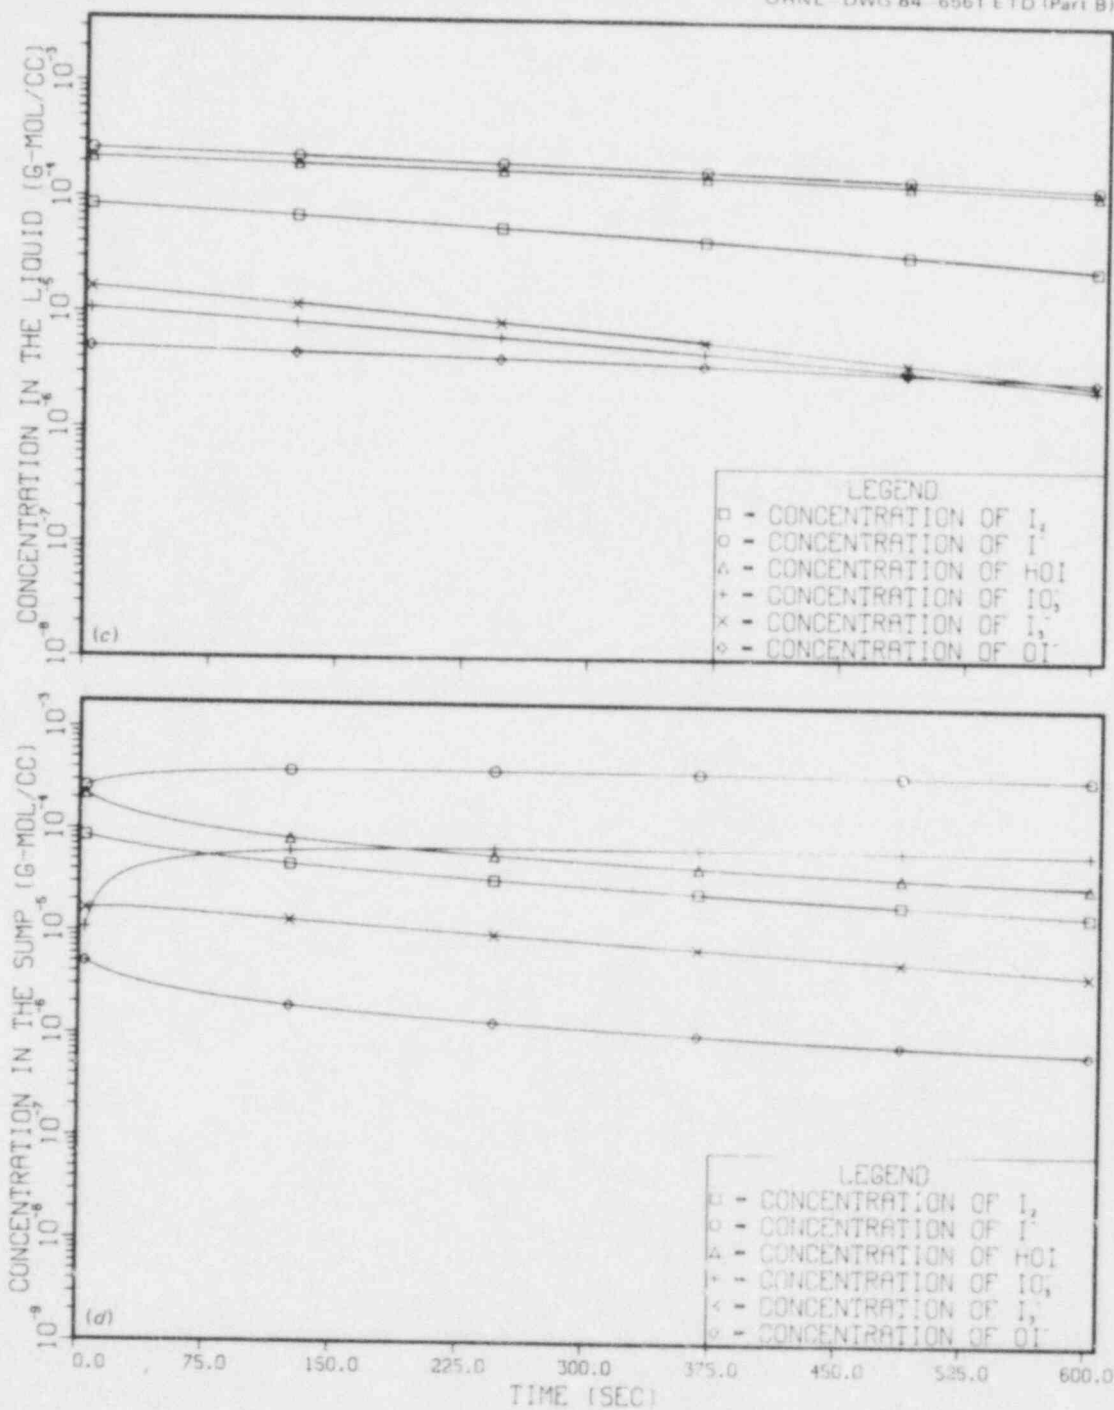 ORNL-DWG 84-6561 ETD (Part B)
CONCENTRATION IN THE LIQUID (G-MOL/CC)
10⁻³
10⁻⁴
10⁻⁵
10⁻⁶
10⁻⁷
10⁻⁸
(c)
LEGEND
□ - CONCENTRATION OF I₂
○ - CONCENTRATION OF I⁻
△ - CONCENTRATION OF HOI
+ - CONCENTRATION OF IO₃⁻
× - CONCENTRATION OF I₃⁻
◇ - CONCENTRATION OF OI⁻
CONCENTRATION IN THE SUMP (G-MOL/CC)
10⁻³
10⁻⁴
10⁻⁵
10⁻⁶
10⁻⁷
10⁻⁸
10⁻⁹
(d)
LEGEND
□ - CONCENTRATION OF I₂
○ - CONCENTRATION OF I⁻
△ - CONCENTRATION OF HOI
+ - CONCENTRATION OF IO₃⁻
× - CONCENTRATION OF I₃⁻
◇ - CONCENTRATION OF OI⁻
0.0 75.0 150.0 225.0 300.0 375.0 450.0 525.0 600.0
TIME (SEC)